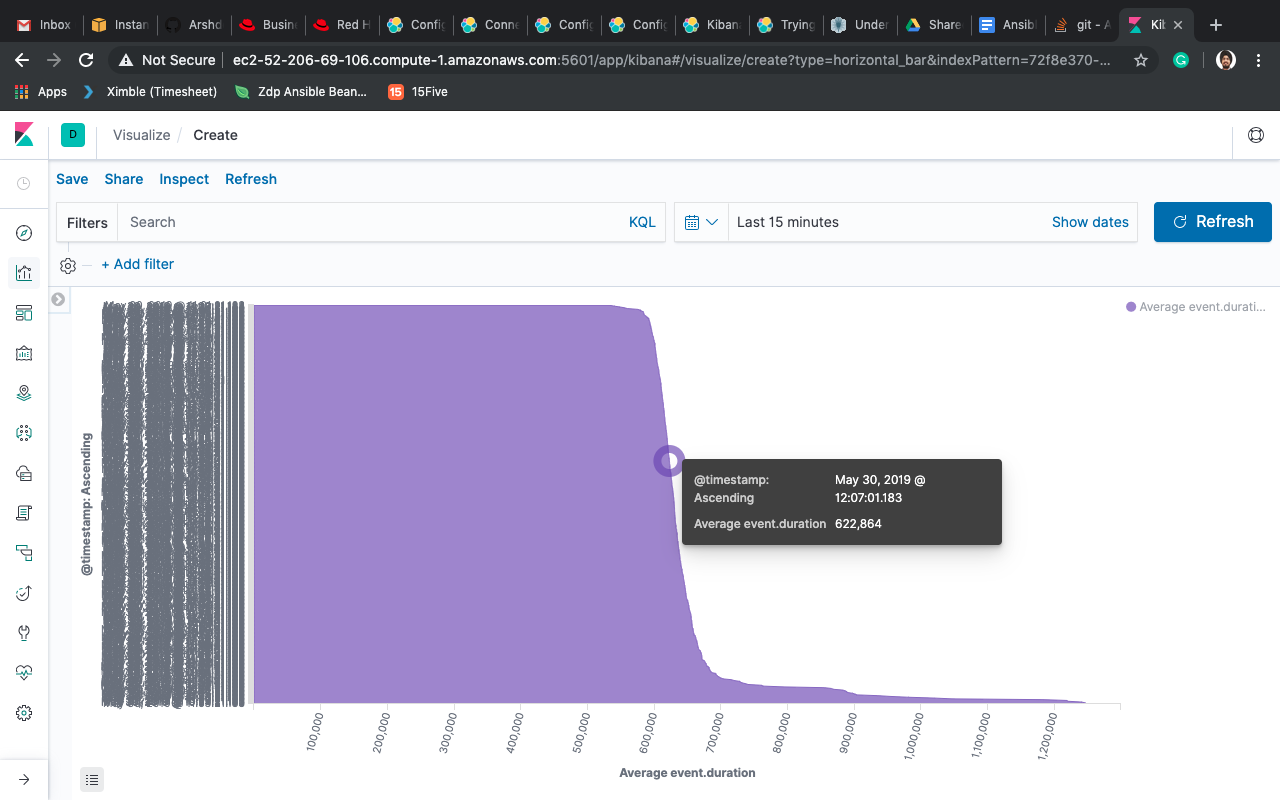 Inbox
Instan
Arshd
Busine
Red H
Config
Conne
Config
Config
Kiban
Trying
Under
Share
Ansib
git - A
Kib
Not Secure
ec2-52-206-69-106.compute-1.amazonaws.com:5601/app/kibana#/visualize/create?type=horizontal_bar&indexPattern=72f8e370-...
Apps
Ximble (Timesheet)
Zdp Ansible Bean...
15
15Five
D
Visualize / Create
Save
Share
Inspect
Refresh
Filters
Search
KQL
Last 15 minutes
Show dates
Refresh
+ Add filter
Average event.durati...
@timestamp: Ascending
@timestamp: Ascending
May 30, 2019 @ 12:07:01.183
Average event.duration
622,864
100,000
200,000
300,000
400,000
500,000
600,000
700,000
800,000
900,000
1,000,000
1,100,000
1,200,000
Average event.duration